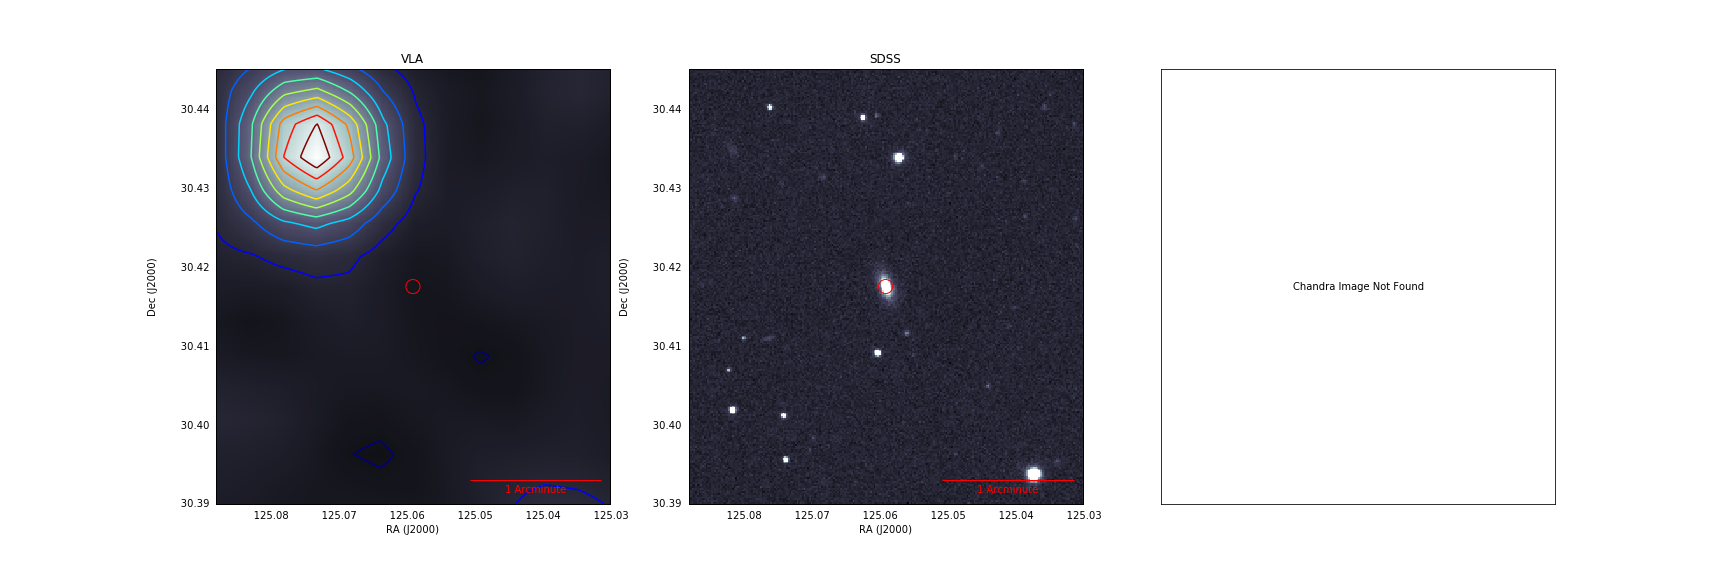 VLA
30.44
30.43
30.42
30.41
30.40
30.39
Dec (J2000)
125.08 125.07 125.06 125.05 125.04 125.03
RA (J2000)
1 Arcminute
SDSS
30.44
30.43
30.42
30.41
30.40
30.39
Dec (J2000)
125.08 125.07 125.06 125.05 125.04 125.03
RA (J2000)
1 Arcminute
Chandra Image Not Found